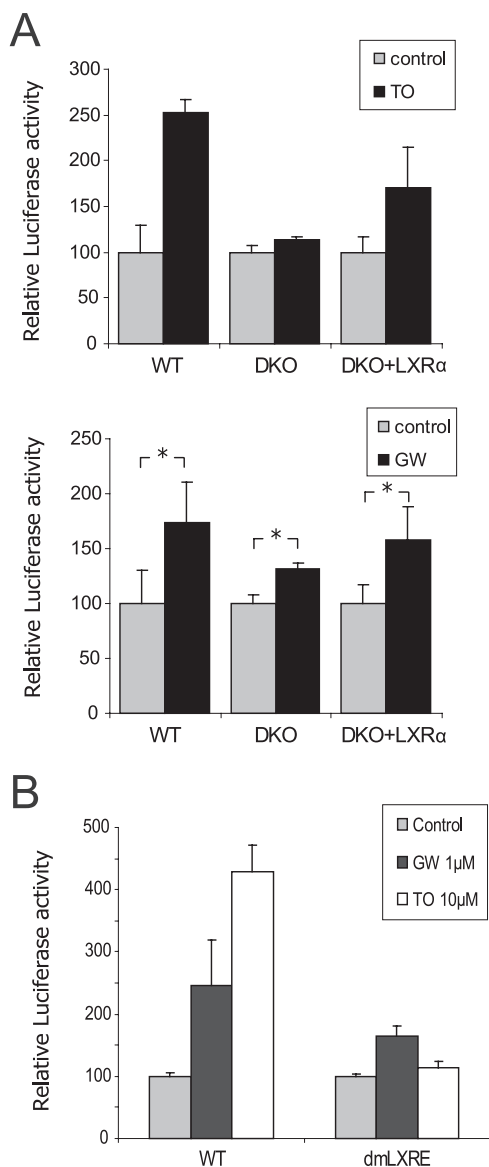 A
control
TO
Relative Luciferase activity
300
250
200
150
100
50
0
WT DKO DKO+LXRα
control
GW
Relative Luciferase activity
250
200
150
100
50
0
* * *
WT DKO DKO+LXRα
B
Control
GW 1µM
TO 10µM
Relative Luciferase activity
500
400
300
200
100
0
WT dmLXRE